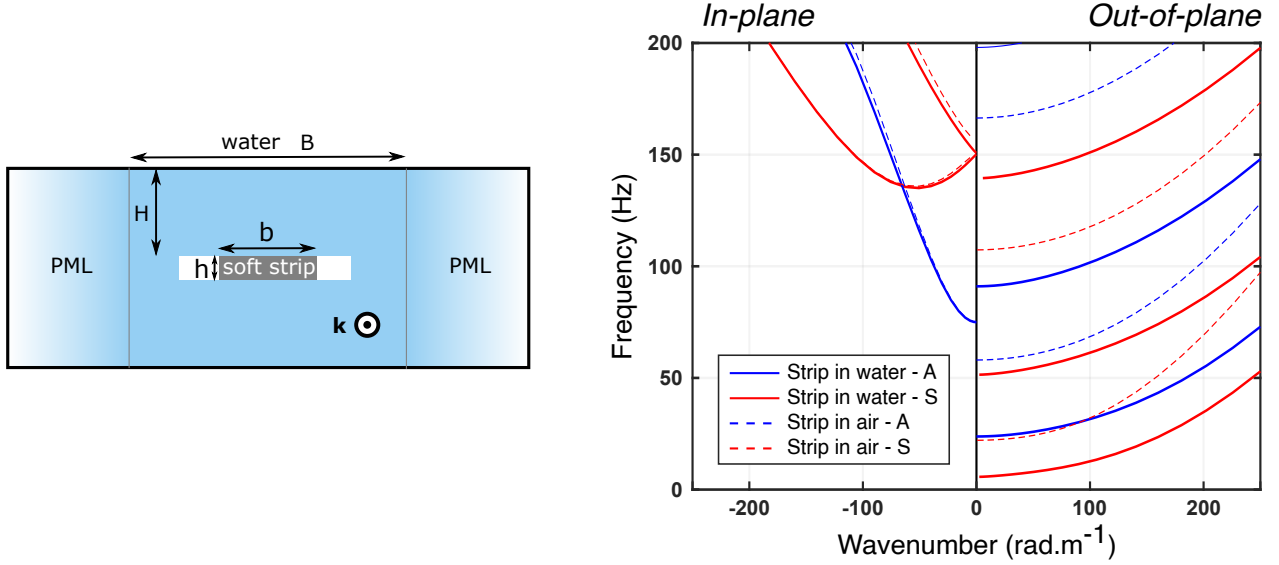 water B
H
b
PML
h
soft strip
PML
k
In-plane
Out-of-plane
200
150
100
50
0
Frequency (Hz)
Strip in water - A
Strip in water - S
Strip in air - A
Strip in air - S
-200
-100
0
100
200
Wavenumber (rad.m⁻¹)